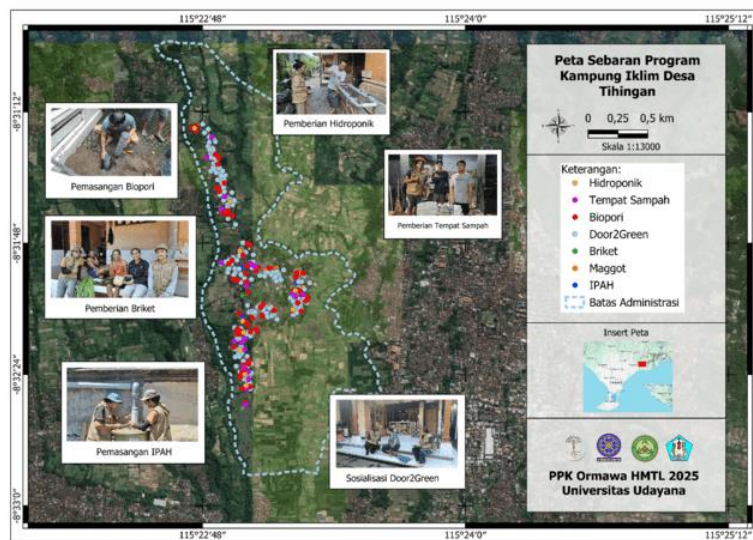 115°22'48"
115°24'0"
115°25'12"
-8°31'12"
-8°31'48"
-8°32'24"
-8°33'0"
Pemberian Hidroponik
Pemasangan Biopori
Pemberian Tempat Sampah
Pemberian Briket
Pemasangan IPAH
Sosialisasi Door2Green
Peta Sebaran Program
Kampung Iklim Desa
Tihingan
0 0,25 0,5 km
Skala 1:13000
Keterangan:
Hidroponik
Tempat Sampah
Biopori
Door2Green
Briket
Maggot
IPAH
Batas Administrasi
Insert Peta
PPK Ormawa HMTL 2025
Universitas Udayana
115°22'48"
115°24'0"
115°25'12"